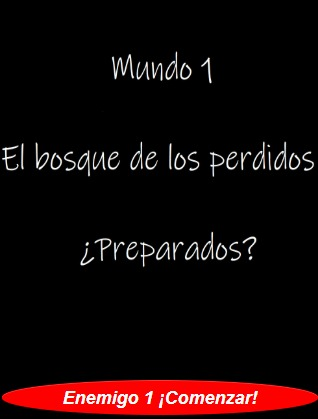 Mundo 1
El bosque de los perdidos
¿Preparados?
Enemigo 1 ¡Comenzar!